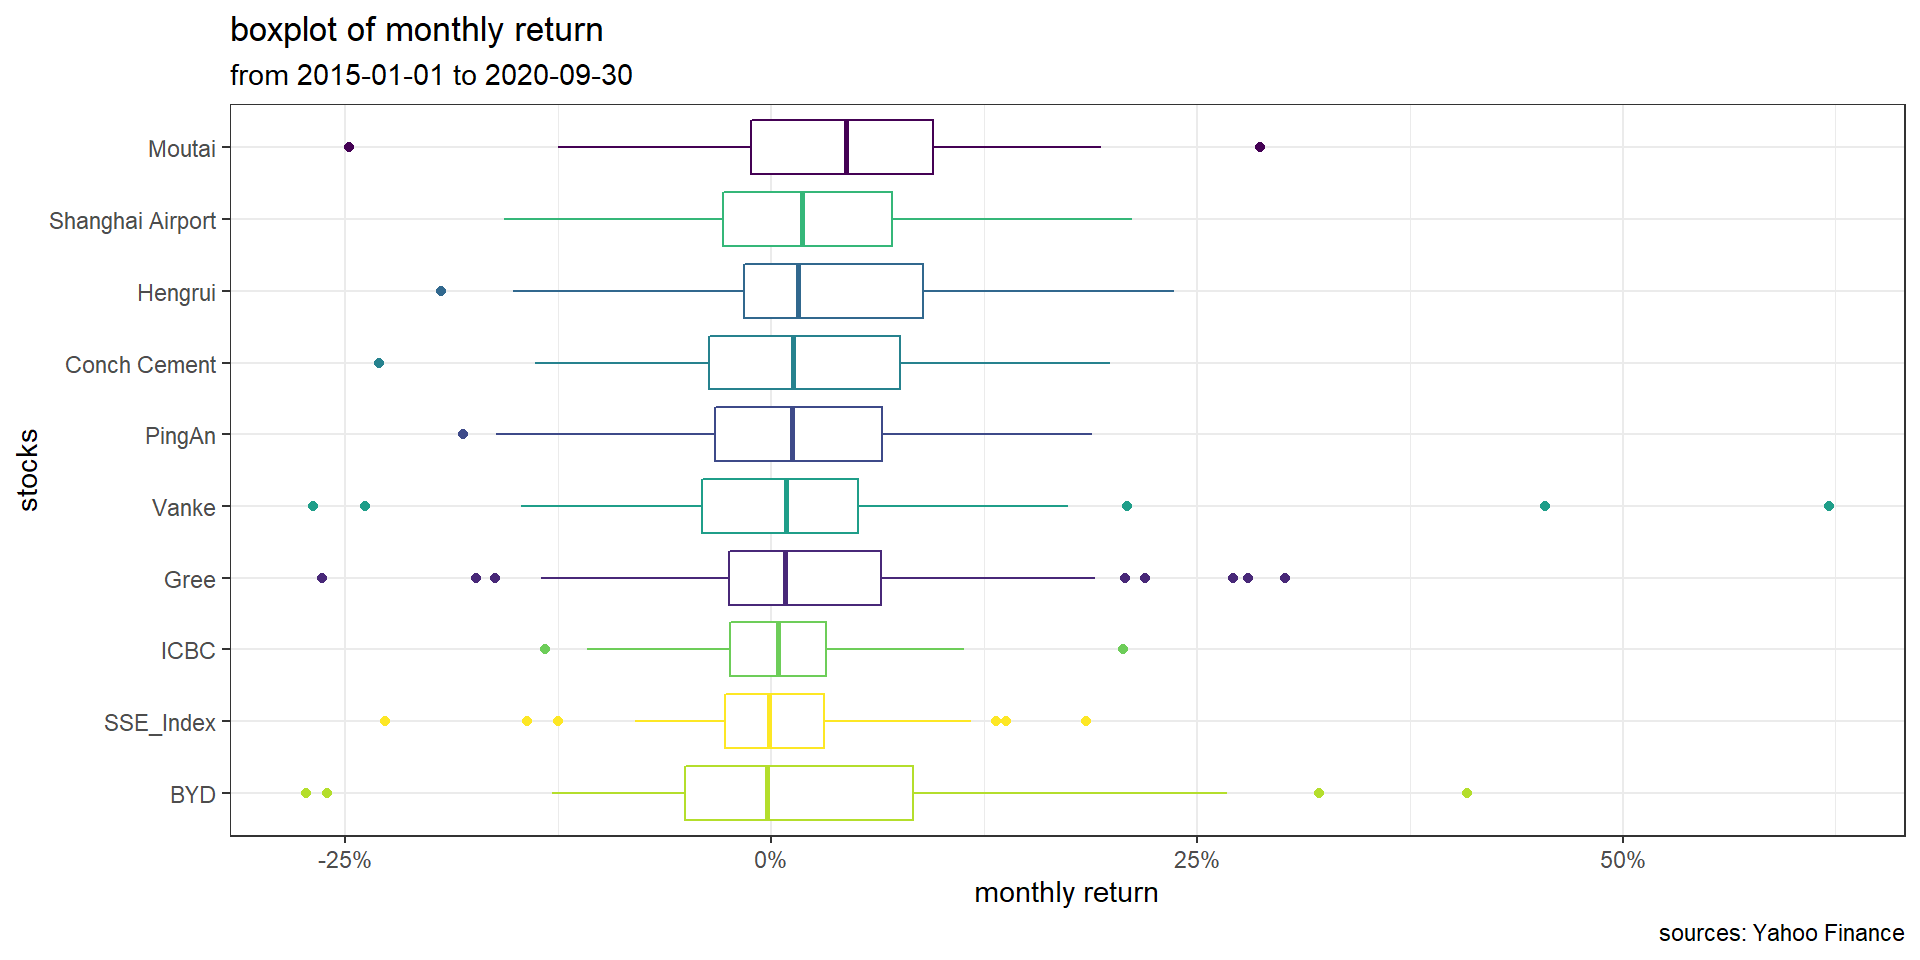 boxplot of monthly return
from 2015-01-01 to 2020-09-30
stocks
Moutai
Shanghai Airport
Hengrui
Conch Cement
PingAn
Vanke
Gree
ICBC
SSE_Index
BYD
-25% 0% 25% 50%
monthly return
sources: Yahoo Finance